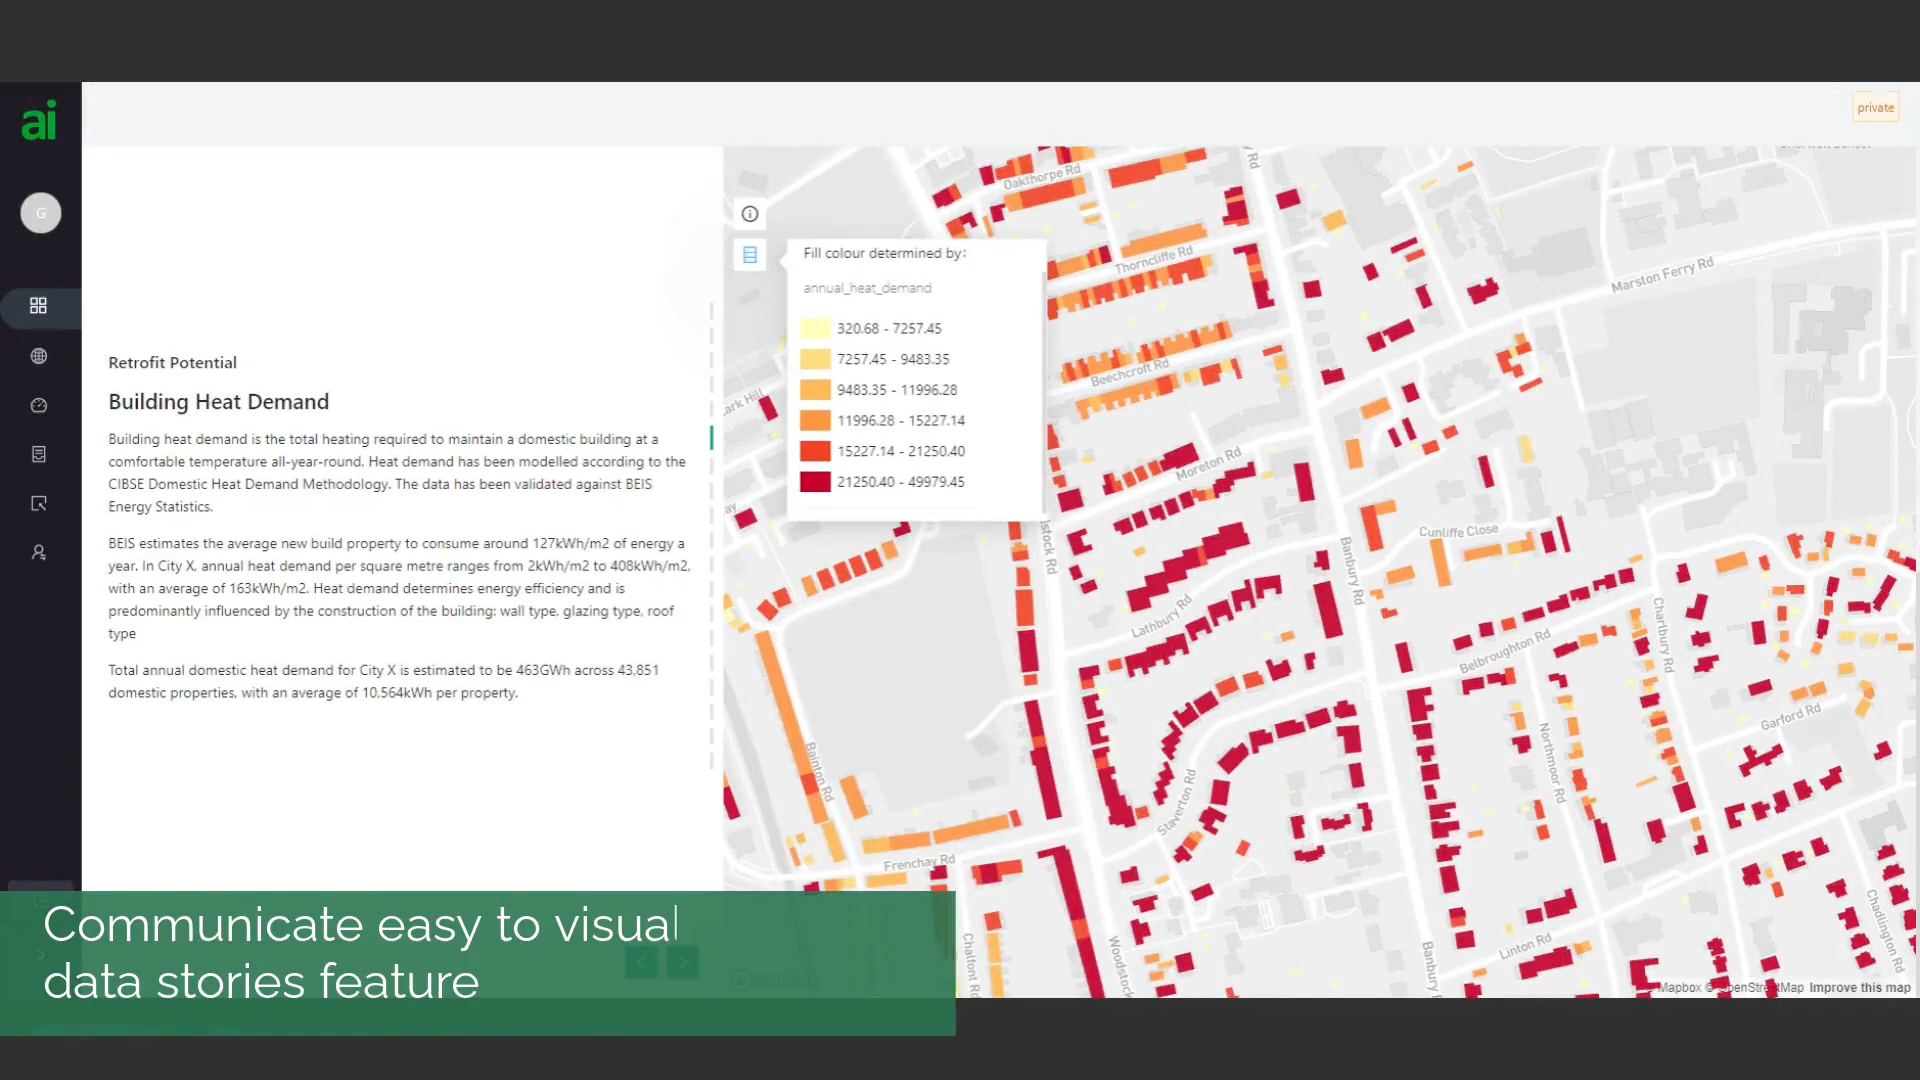 ai
private
G
Retrofit Potential
Building Heat Demand
Building heat demand is the total heating required to maintain a domestic building at a
comfortable temperature all-year-round. Heat demand has been modelled according to the
CIBSE Domestic Heat Demand Methodology. The data has been validated against BEIS
Energy Statistics.
BEIS estimates the average new build property to consume around 127kWh/m2 of energy a
year. In City X, annual heat demand per square metre ranges from 2kWh/m2 to 408kWh/m2,
with an average of 163kWh/m2. Heat demand determines energy efficiency and is
predominantly influenced by the construction of the building: wall type, glazing type, roof
type
Total annual domestic heat demand for City X is estimated to be 463GWh across 43,851
domestic properties, with an average of 10,564kWh per property.
Fill colour determined by:
annual_heat_demand
320.68 - 7257.45
7257.45 - 9483.35
9483.35 - 11996.28
11996.28 - 15227.14
15227.14 - 21250.40
21250.40 - 49979.45
Oakthorpe Rd
Thorncliffe Rd
Marston Ferry Rd
Beechcroft Rd
Moreton Rd
Cunliffe Close
Banbury Rd
Lathbury Rd
Belbroughton Rd
Charlbury Rd
Garford Rd
Northmoor Rd
Bainton Rd
Staverton Rd
Frenchay Rd
Chalfont Rd
Woodstock
Banbury
Linton Rd
Chadlington Rd
Communicate easy to visual
data stories feature
Mapbox © OpenStreetMap Improve this map